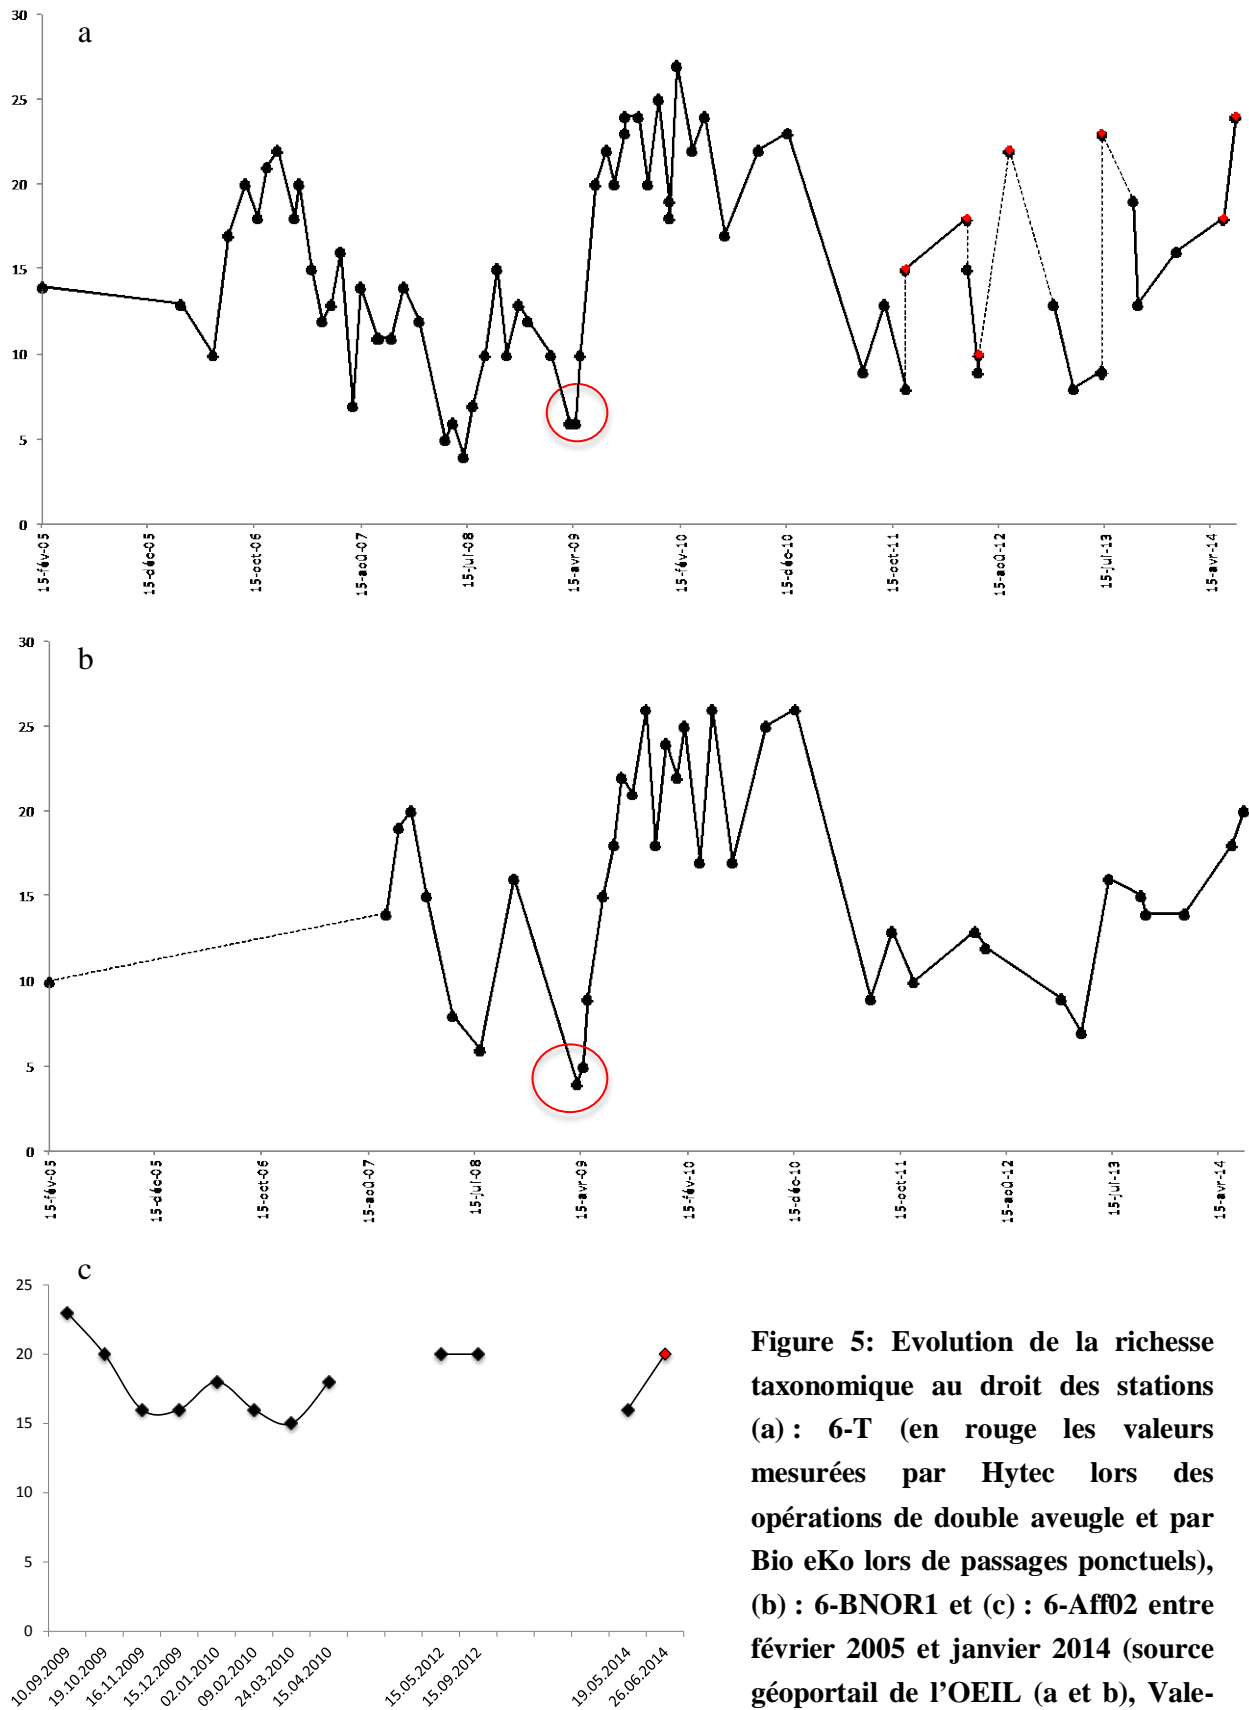 a
30
25
20
15
10
5
0
15-fév-05
15-déc-05
15-oct-06
15-aoû-07
15-jul-08
15-avr-09
15-fév-10
15-déc-10
15-oct-11
15-aoû-12
15-jul-13
15-avr-14
b
30
25
20
15
10
5
0
15-fév-05
15-déc-05
15-oct-06
15-aoû-07
15-jul-08
15-avr-09
15-fév-10
15-déc-10
15-oct-11
15-aoû-12
15-jul-13
15-avr-14
c
25
20
15
10
5
0
10.09.2009
19.10.2009
16.11.2009
15.12.2009
02.01.2010
09.02.2010
24.03.2010
15.04.2010
15.05.2012
15.09.2012
19.05.2014
26.06.2014
Figure 5: Evolution de la richesse
taxonomique au droit des stations
(a) : 6-T (en rouge les valeurs
mesurées par Hytec lors des
opérations de double aveugle et par
Bio eKo lors de passages ponctuels),
(b) : 6-BNOR1 et (c) : 6-Aff02 entre
février 2005 et janvier 2014 (source
géoportail de l'OEIL (a et b), Vale-